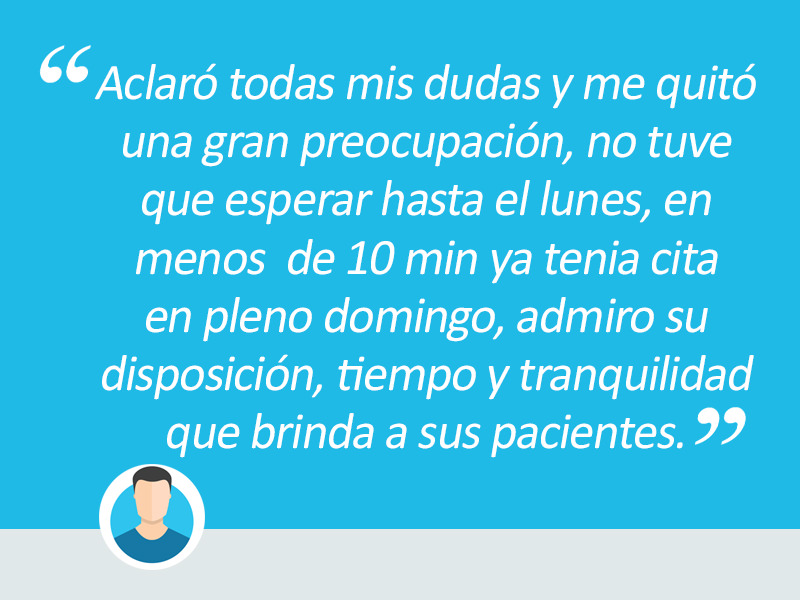 “Aclaró todas mis dudas y me quitó
una gran preocupación, no tuve
que esperar hasta el lunes, en
menos  de 10 min ya tenia cita
en pleno domingo, admiro su
disposición, tiempo y tranquilidad
que brinda a sus pacientes.”